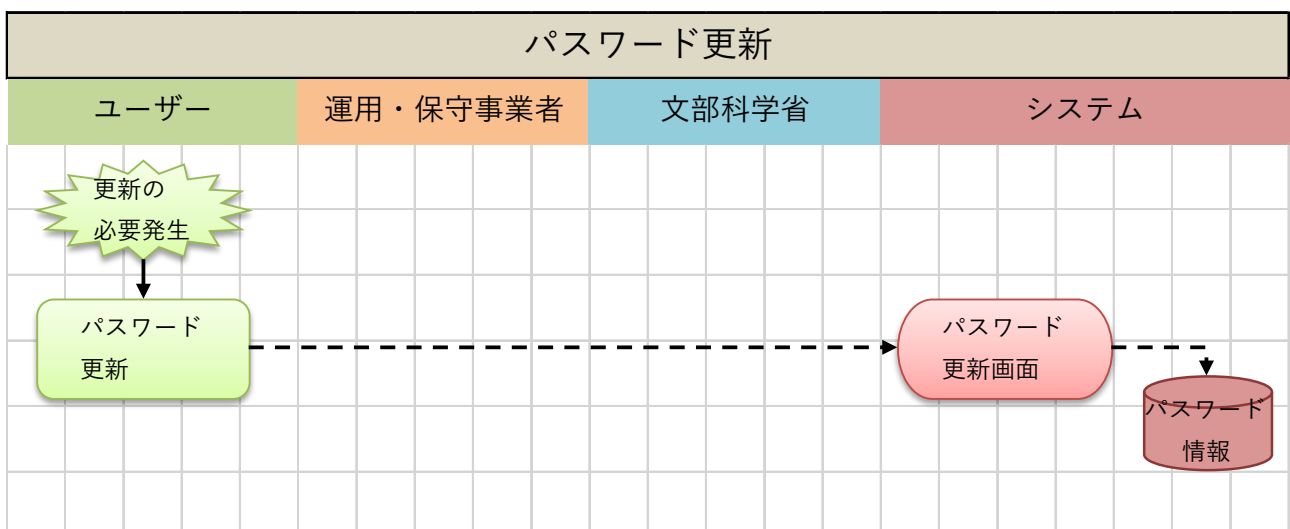 パスワード更新
ユーザー
運用・保守事業者
文部科学省
システム
更新の
必要発生
パスワード
更新
パスワード
更新画面
パスワード
情報